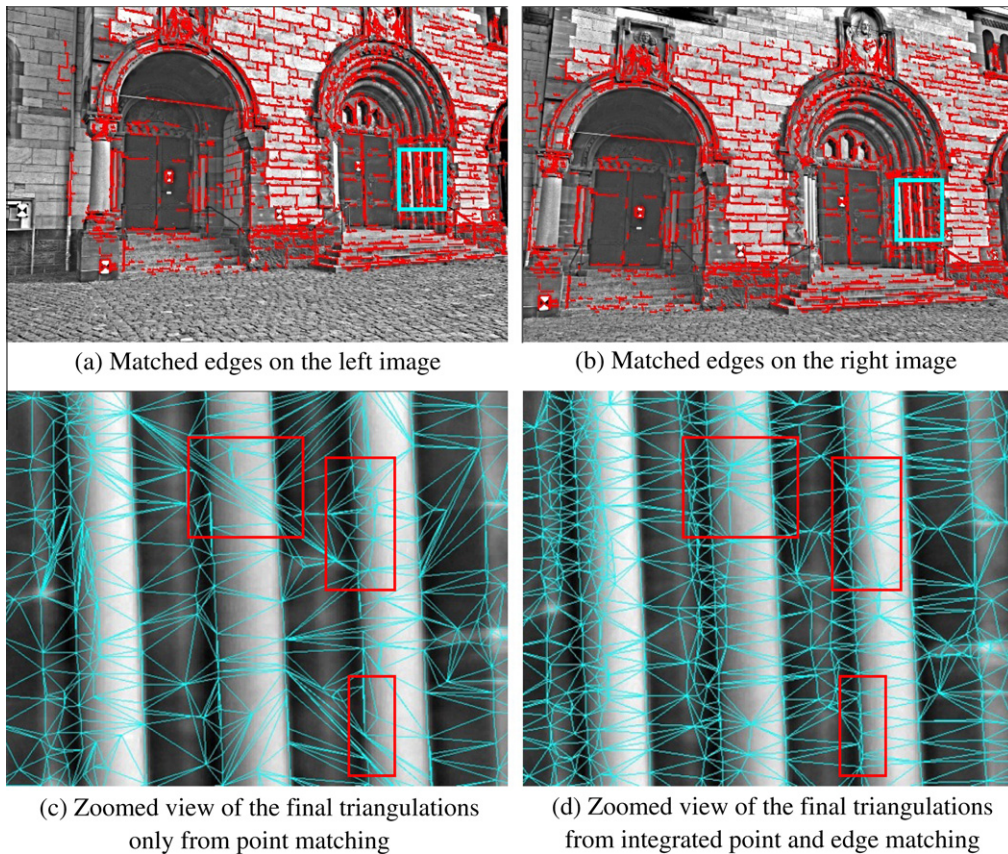 (a) Matched edges on the left image
(b) Matched edges on the right image
(c) Zoomed view of the final triangulations
only from point matching
(d) Zoomed view of the final triangulations
from integrated point and edge matching